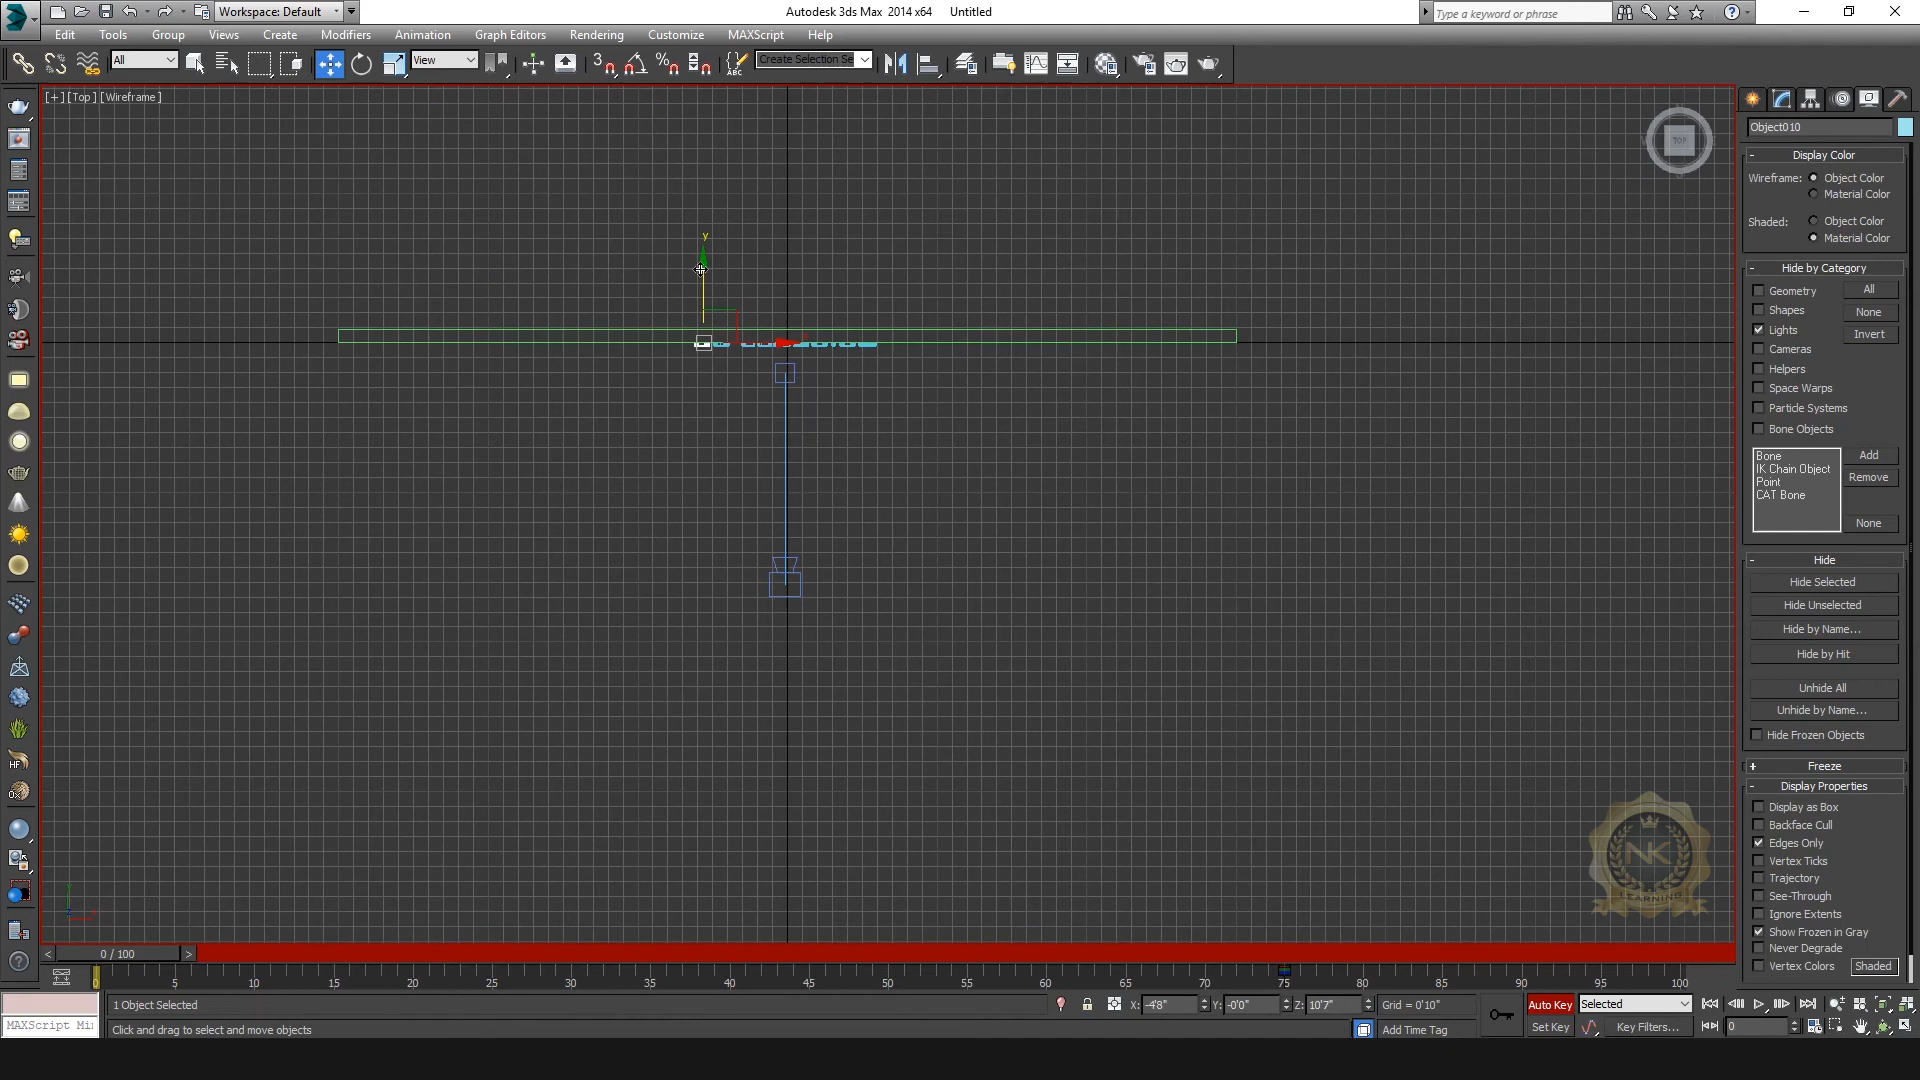 Workspace: Default
Autodesk 3ds Max 2014 x64 Untitled
Type a keyword or phrase
Edit Tools Group Views Create Modifiers Animation Graph Editors Rendering Customize MAXScript Help
All
View
Create Selection Se
[+] [Top] [Wireframe]
TOP
Object010
Display Color
Wireframe: Object Color
Material Color
Shaded: Object Color
Material Color
Hide by Category
Geometry All
Shapes None
Lights Invert
Cameras
Helpers
Space Warps
Particle Systems
Bone Objects
Bone Add
IK Chain Object Remove
Point
CAT Bone
None
Hide
Hide Selected
Hide Unselected
Hide by Name...
Hide by Hit
Unhide All
Unhide by Name...
Hide Frozen Objects
Freeze
Display Properties
Display as Box
Backface Cull
Edges Only
Vertex Ticks
Trajectory
See-Through
Ignore Extents
Show Frozen in Gray
Never Degrade
Vertex Colors Shaded
y
NK
LEARNING
HF
0 / 100
0 5 10 15 20 25 30 35 40 45 50 55 60 65 70 75 80 85 90 95 100
1 Object Selected
X: -4'8" Y: -0'0" Z: 10'7" Grid = 0'10"
Auto Key Selected
MAXScript Mi
Click and drag to select and move objects
Add Time Tag
Set Key Key Filters... 0